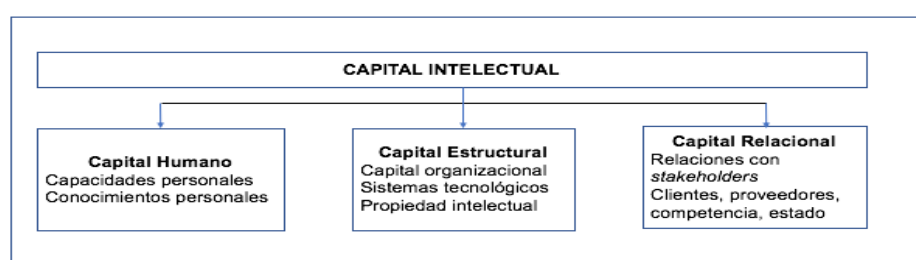 CAPITAL INTELECTUAL
Capital Humano
Capacidades personales
Conocimientos personales
Capital Estructural
Capital organizacional
Sistemas tecnológicos
Propiedad intelectual
Capital Relacional
Relaciones con
stakeholders
Clientes, proveedores,
competencia, estado